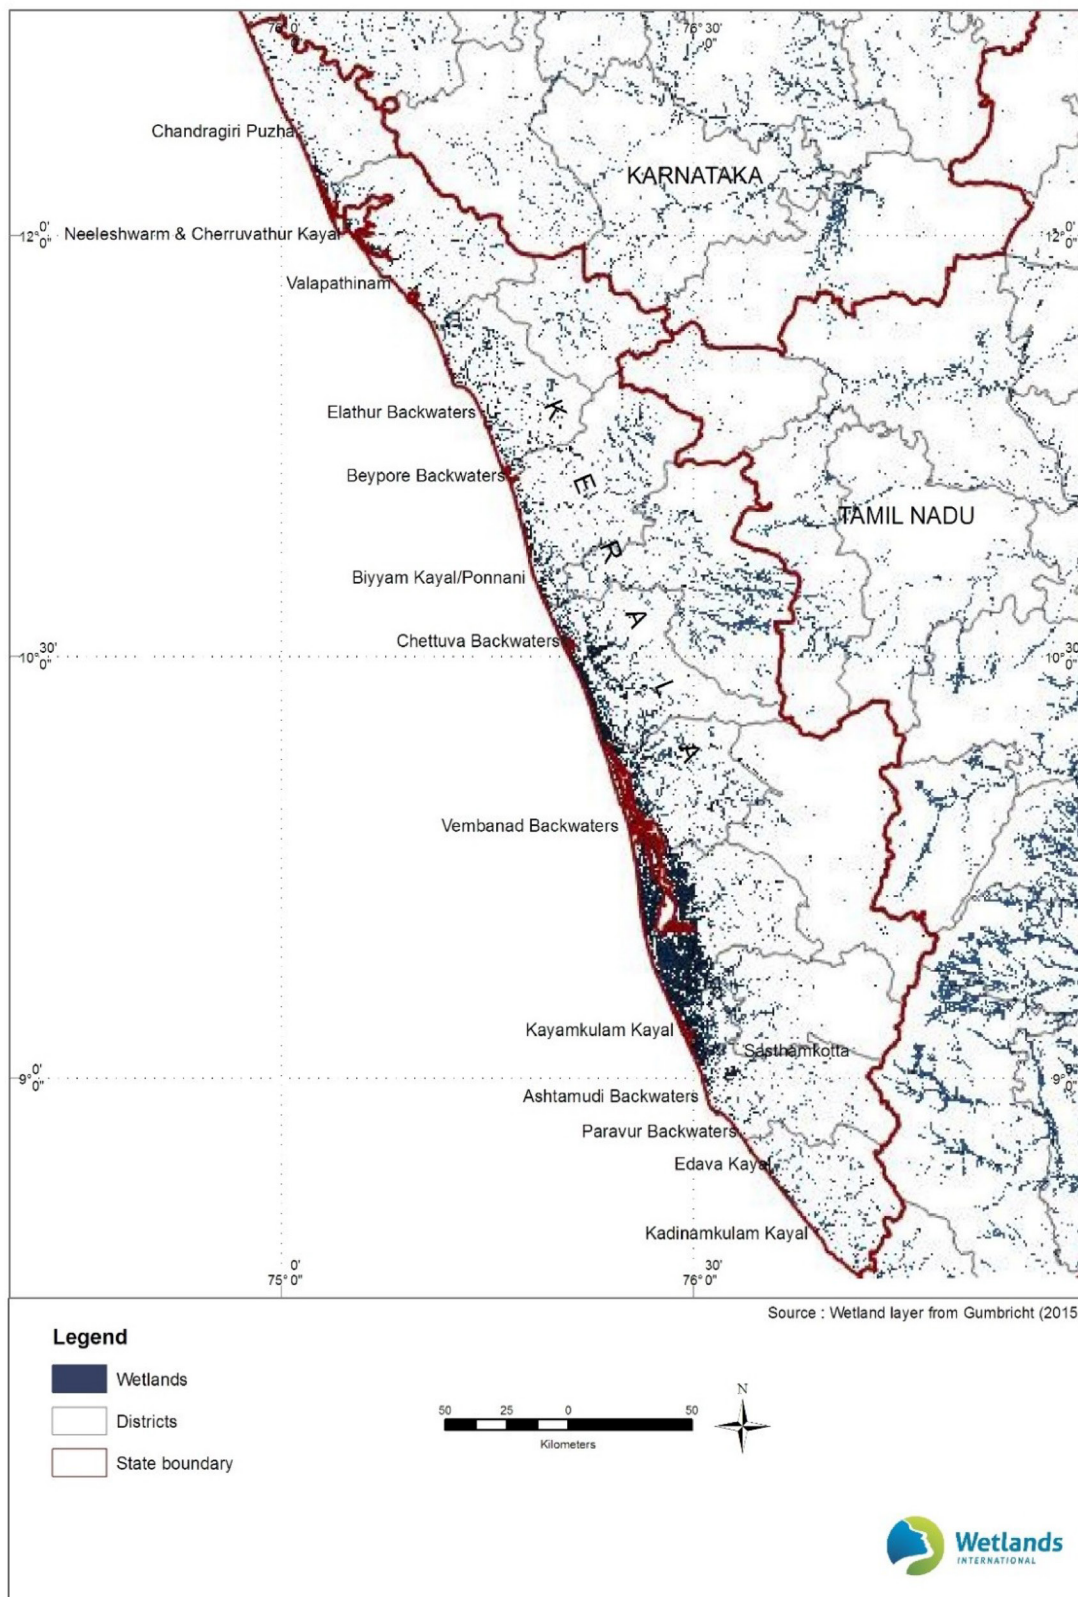 0' 75° 0"
76° 30' 0"
Chandragiri Puzha
KARNATAKA
0' 12° 0"
Neeleshwarm & Cherruvathur Kayal
0' 12° 0"
Valapathinam
K
Elathur Backwaters
Beypore Backwaters
E
TAMIL NADU
R
Biyyam Kayal/Ponnani
A
Chettuva Backwaters
10° 30' 0"
10° 30' 0"
L
A
Vembanad Backwaters
Kayamkulam Kayal
Sasthamkotta
9° 0' 0"
9° 0' 0"
Ashtamudi Backwaters
Paravur Backwaters
Edava Kayal
Kadinamkulam Kayal
0' 75° 0"
30' 76° 0"
Source : Wetland layer from Gumbricht (2015
Legend
Wetlands
Districts
State boundary
50 25 0 50
Kilometers
N
Wetlands
INTERNATIONAL